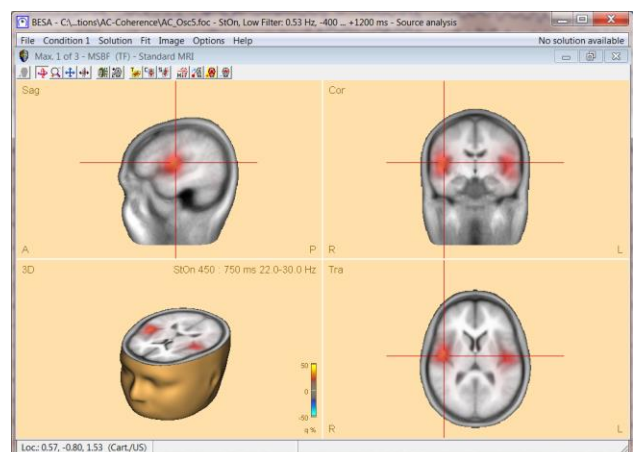 BESA - C:\...tions\AC-Coherence\AC_Osc5.foc - StOn, Low Filter: 0.53 Hz, -400 ... +1200 ms - Source analysis
File Condition 1 Solution Fit Image Options Help No solution available
Max. 1 of 3 - MSBF (TF) - Standard MRI
Sag
Cor
A
P
R
L
3D
StOn 450 : 750 ms 22.0-30.0 Hz
Tra
50
0
-50
q %
R
L
Loc.: 0.57, -0.80, 1.53 (Cart./US)